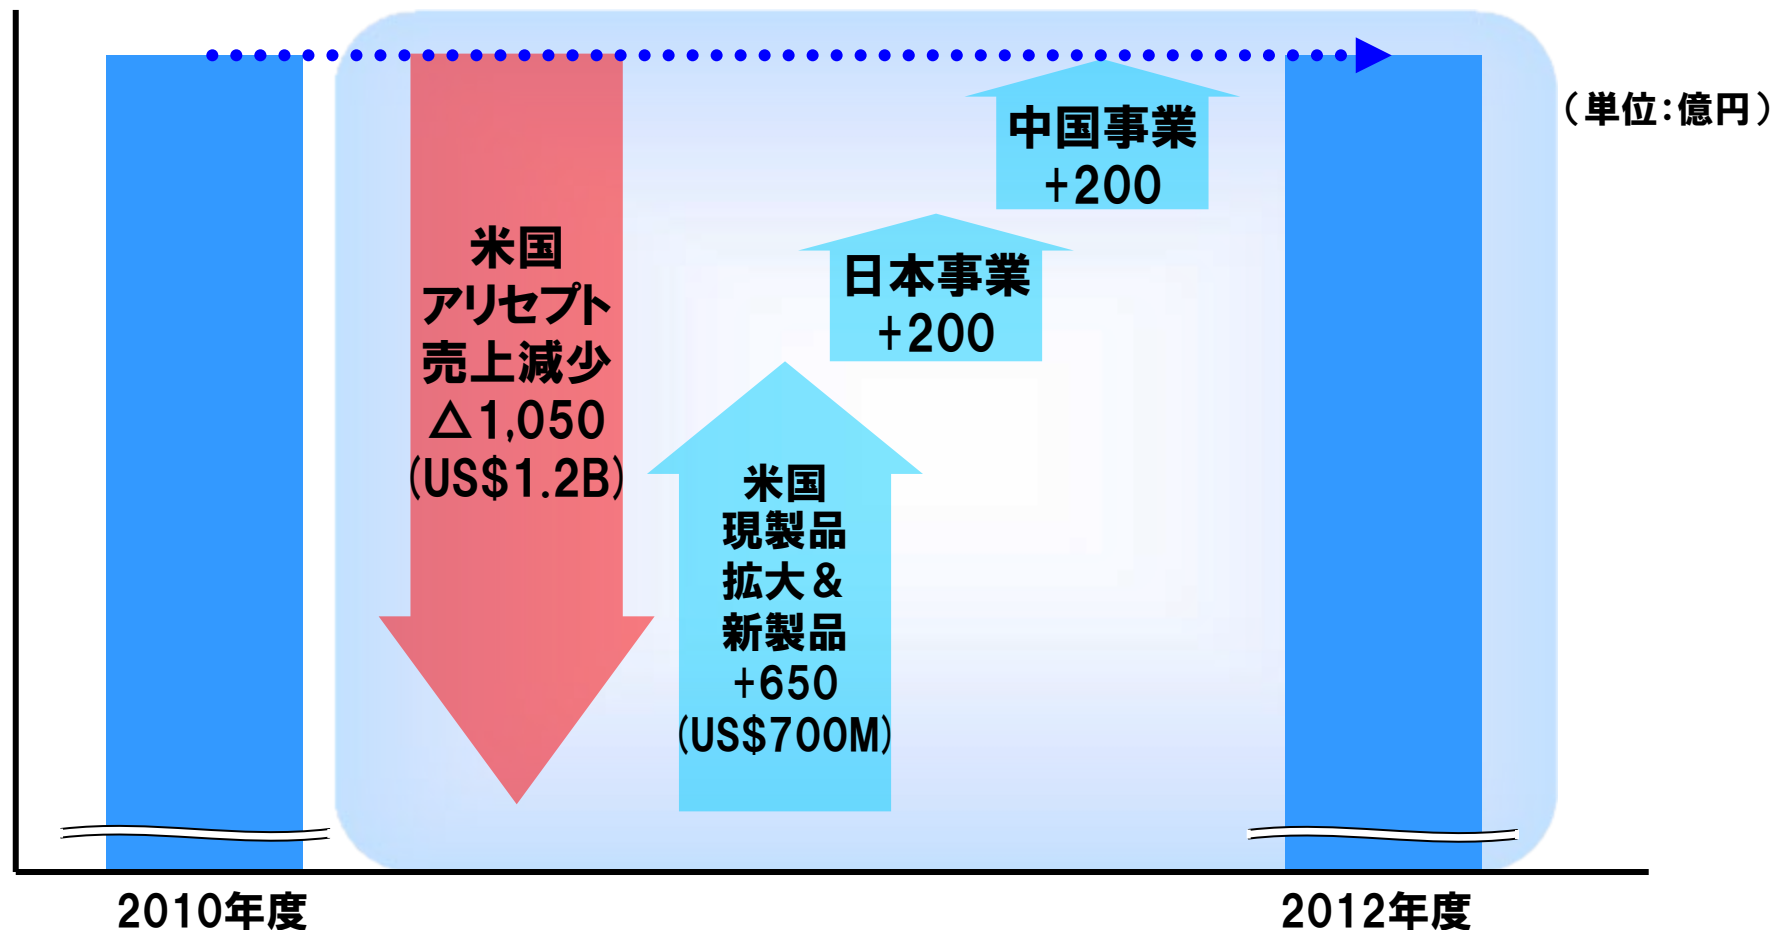 （単位：億円）
米国
アリセプト
売上減少
△1,050
(US$1.2B)
米国
現製品
拡大＆
新製品
+650
(US$700M)
日本事業
+200
中国事業
+200
2010年度
2012年度